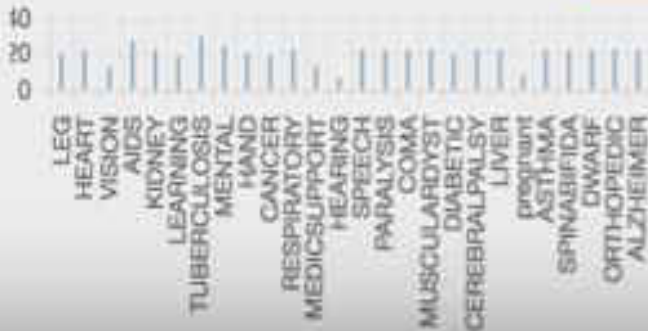 40
20
0
LEG
HEART
VISION
AIDS
KIDNEY
LEARNING
TUBERCULOSIS
MENTAL
HAND
CANCER
RESPIRATORY
MEDICSUPPORT
HEARING
SPEECH
PARALYSIS
COMA
MUSCULARDYST
DIABETIC
CEREBRALPALSY
LIVER
pregnant
ASTHMA
SPINABIFIDA
DWARF
ORTHOPEDIC
ALZHEIMER